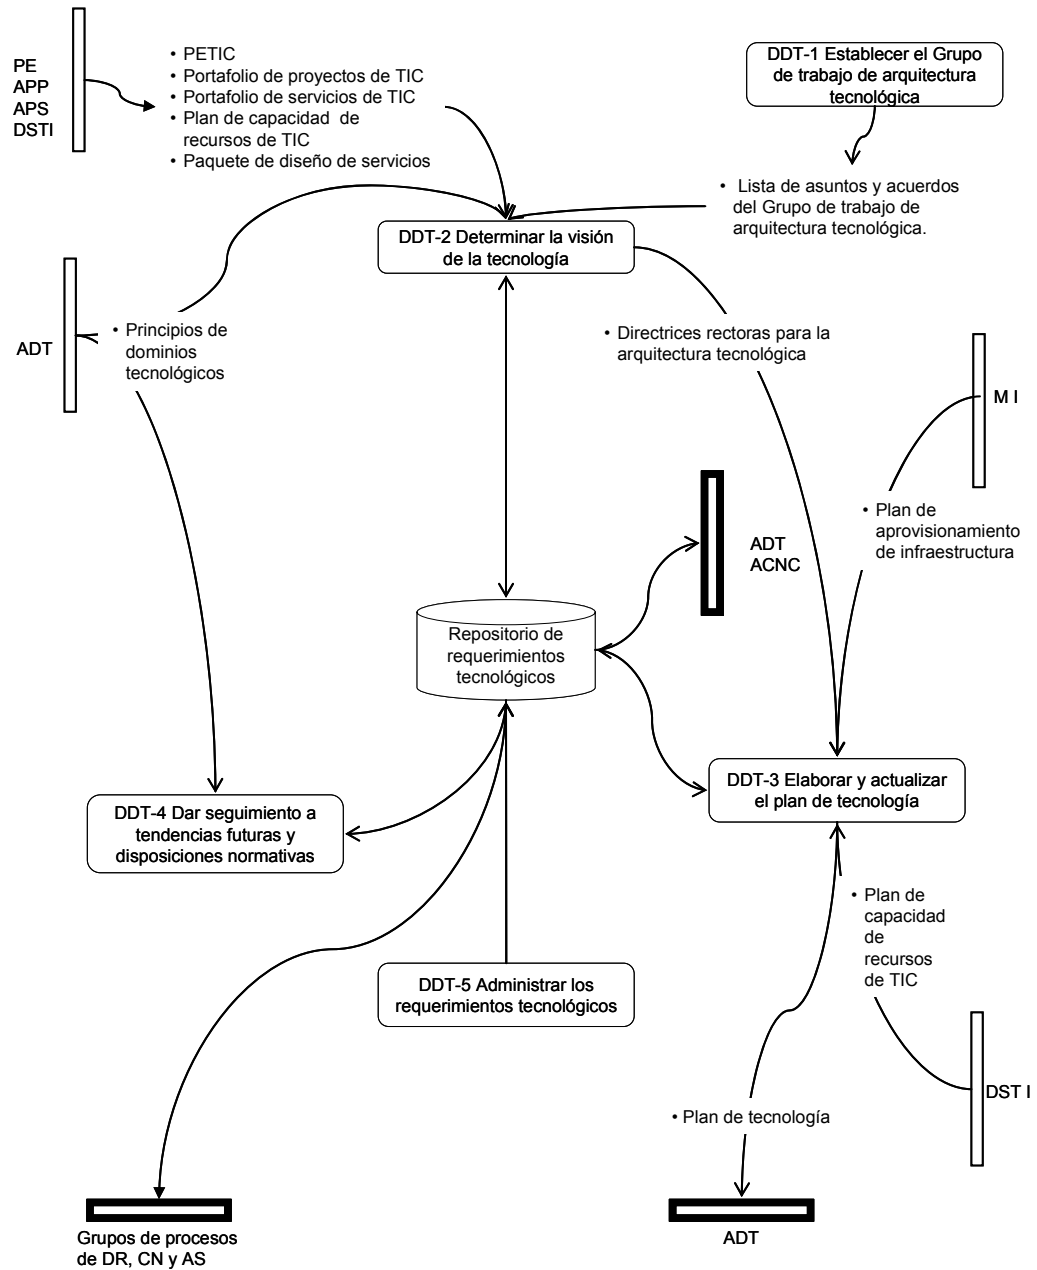 PE
APP
APS
DSTI
• PETIC
• Portafolio de proyectos de TIC
• Portafolio de servicios de TIC
• Plan de capacidad de
recursos de TIC
• Paquete de diseño de servicios
DDT-1 Establecer el Grupo
de trabajo de arquitectura
tecnológica
• Lista de asuntos y acuerdos
del Grupo de trabajo de
arquitectura tecnológica.
DDT-2 Determinar la visión
de la tecnología
ADT
• Principios de
dominios
tecnológicos
• Directrices rectoras para la
arquitectura tecnológica
M I
• Plan de
aprovisionamiento
de infraestructura
ADT
ACNC
Repositorio de
requerimientos
tecnológicos
DDT-3 Elaborar y actualizar
el plan de tecnología
DDT-4 Dar seguimiento a
tendencias futuras y
disposiciones normativas
• Plan de
capacidad
de
recursos
de TIC
DDT-5 Administrar los
requerimientos tecnológicos
DST I
• Plan de tecnología
Grupos de procesos
de DR, CN y AS
ADT